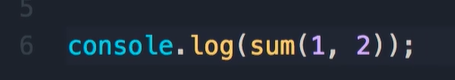 5
6 console.log(sum(1, 2));